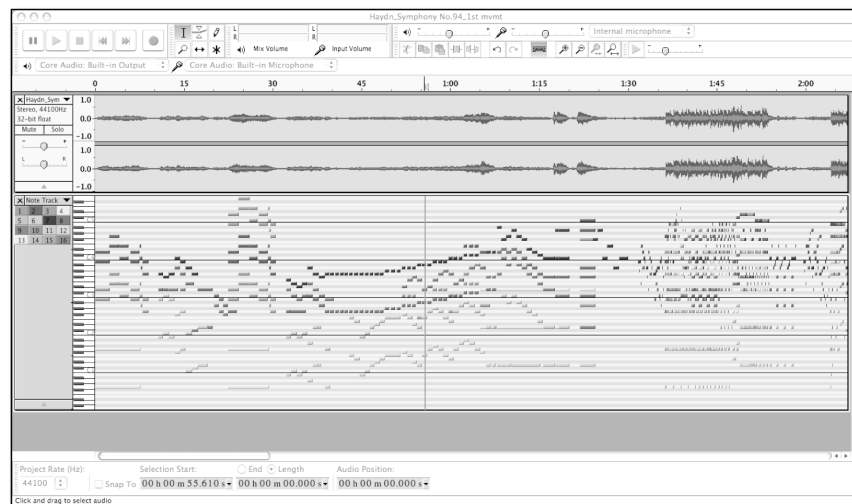 Haydn_Symphony No.94_1st mvmt
L
R
L
R
Mix Volume
Input Volume
Internal microphone
Core Audio: Built-in Output
Core Audio: Built-in Microphone
0 15 30 45 1:00 1:15 1:30 1:45 2:00
Haydn_Sym
Stereo, 44100Hz
32-bit float
Mute Solo
- +
L R
1.0
0.0
-1.0
1.0
0.0
-1.0
Note Track
1 2 3 4
5 6 7 8
9 10 11 12
13 14 15 16
Project Rate (Hz): Selection Start: End Length Audio Position:
44100 Snap To 00 h 00 m 55.610 s 00 h 00 m 00.000 s 00 h 00 m 00.000 s
Click and drag to select audio